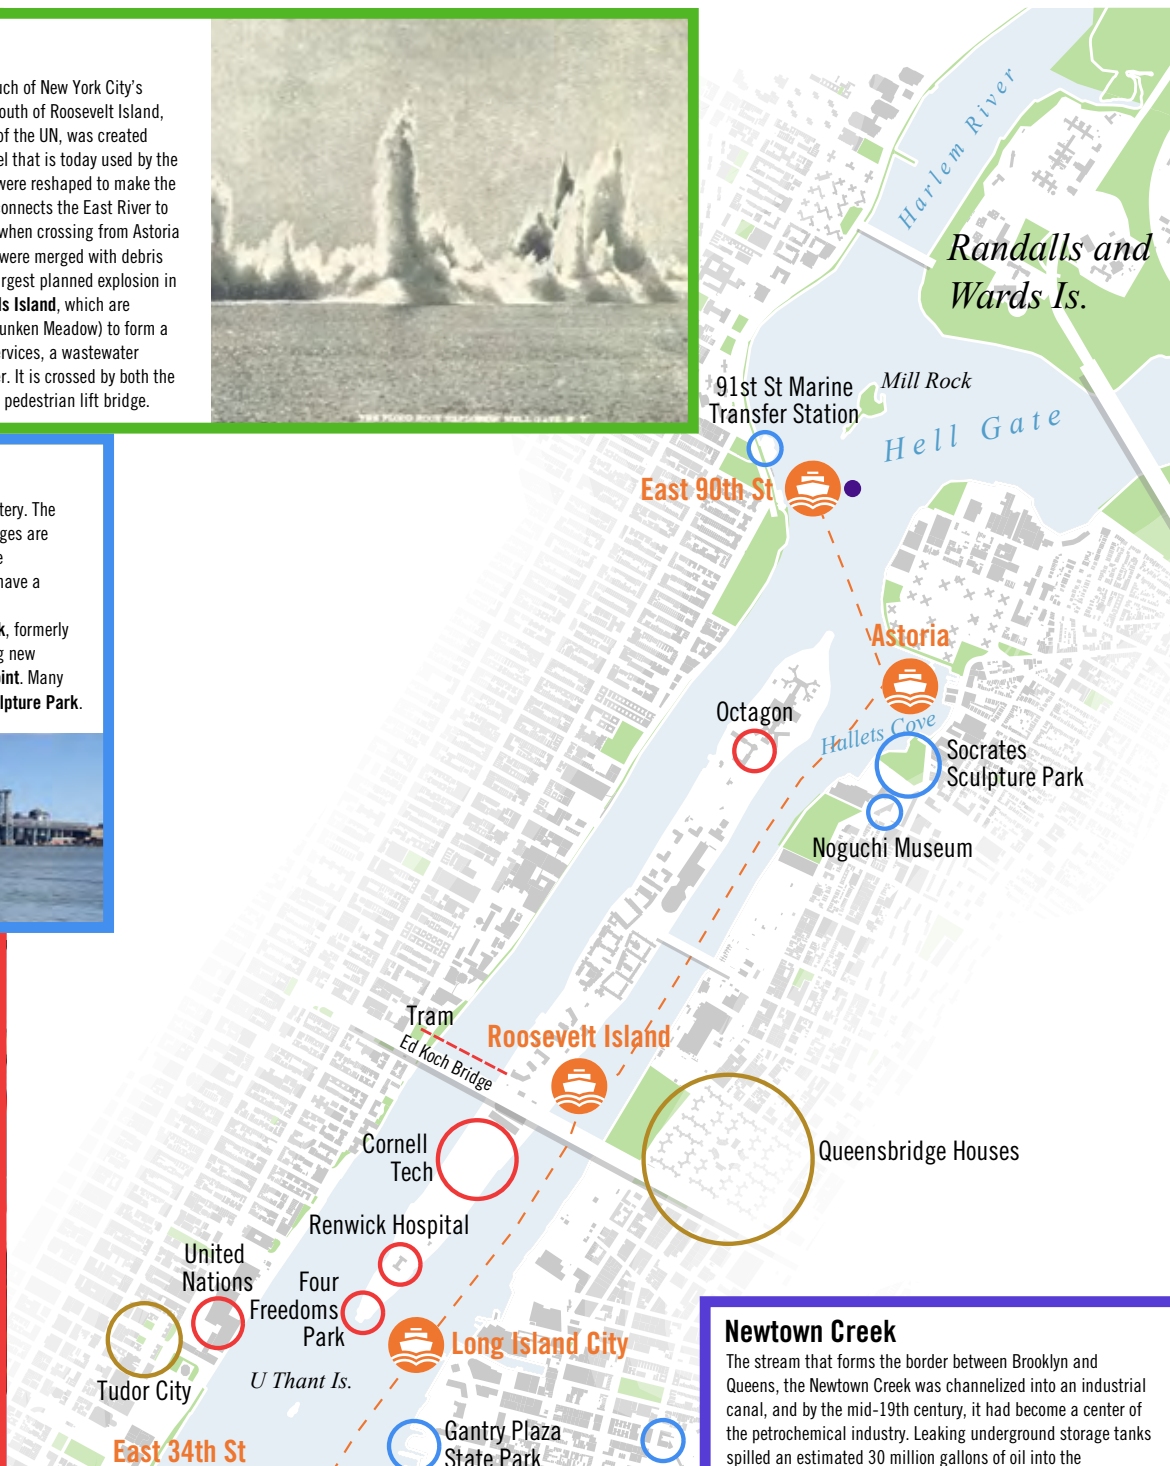 uch of New York City's
outh of Roosevelt Island,
of the UN, was created
el that is today used by the
were reshaped to make the
onnects the East River to
when crossing from Astoria
were merged with debris
argest planned explosion in
ds Island, which are
unken Meadow) to form a
ervices, a wastewater
er. It is crossed by both the
pedestrian lift bridge.
tery. The
ges are
e
have a
k, formerly
g new
oint. Many
lpture Park.
Harlem River
Randalls and
Wards Is.
91st St Marine
Transfer Station
Mill Rock
Hell Gate
East 90th St
Astoria
Octagon
Hallets Cove
Socrates
Sculpture Park
Noguchi Museum
Tram
Ed Koch Bridge
Roosevelt Island
Cornell
Tech
Queensbridge Houses
Renwick Hospital
United
Nations
Four
Freedoms
Park
Long Island City
Tudor City
U Thant Is.
Gantry Plaza
State Park
East 34th St
Newtown Creek
The stream that forms the border between Brooklyn and
Queens, the Newtown Creek was channelized into an industrial
canal, and by the mid-19th century, it had become a center of
the petrochemical industry. Leaking underground storage tanks
spilled an estimated 30 million gallons of oil into the